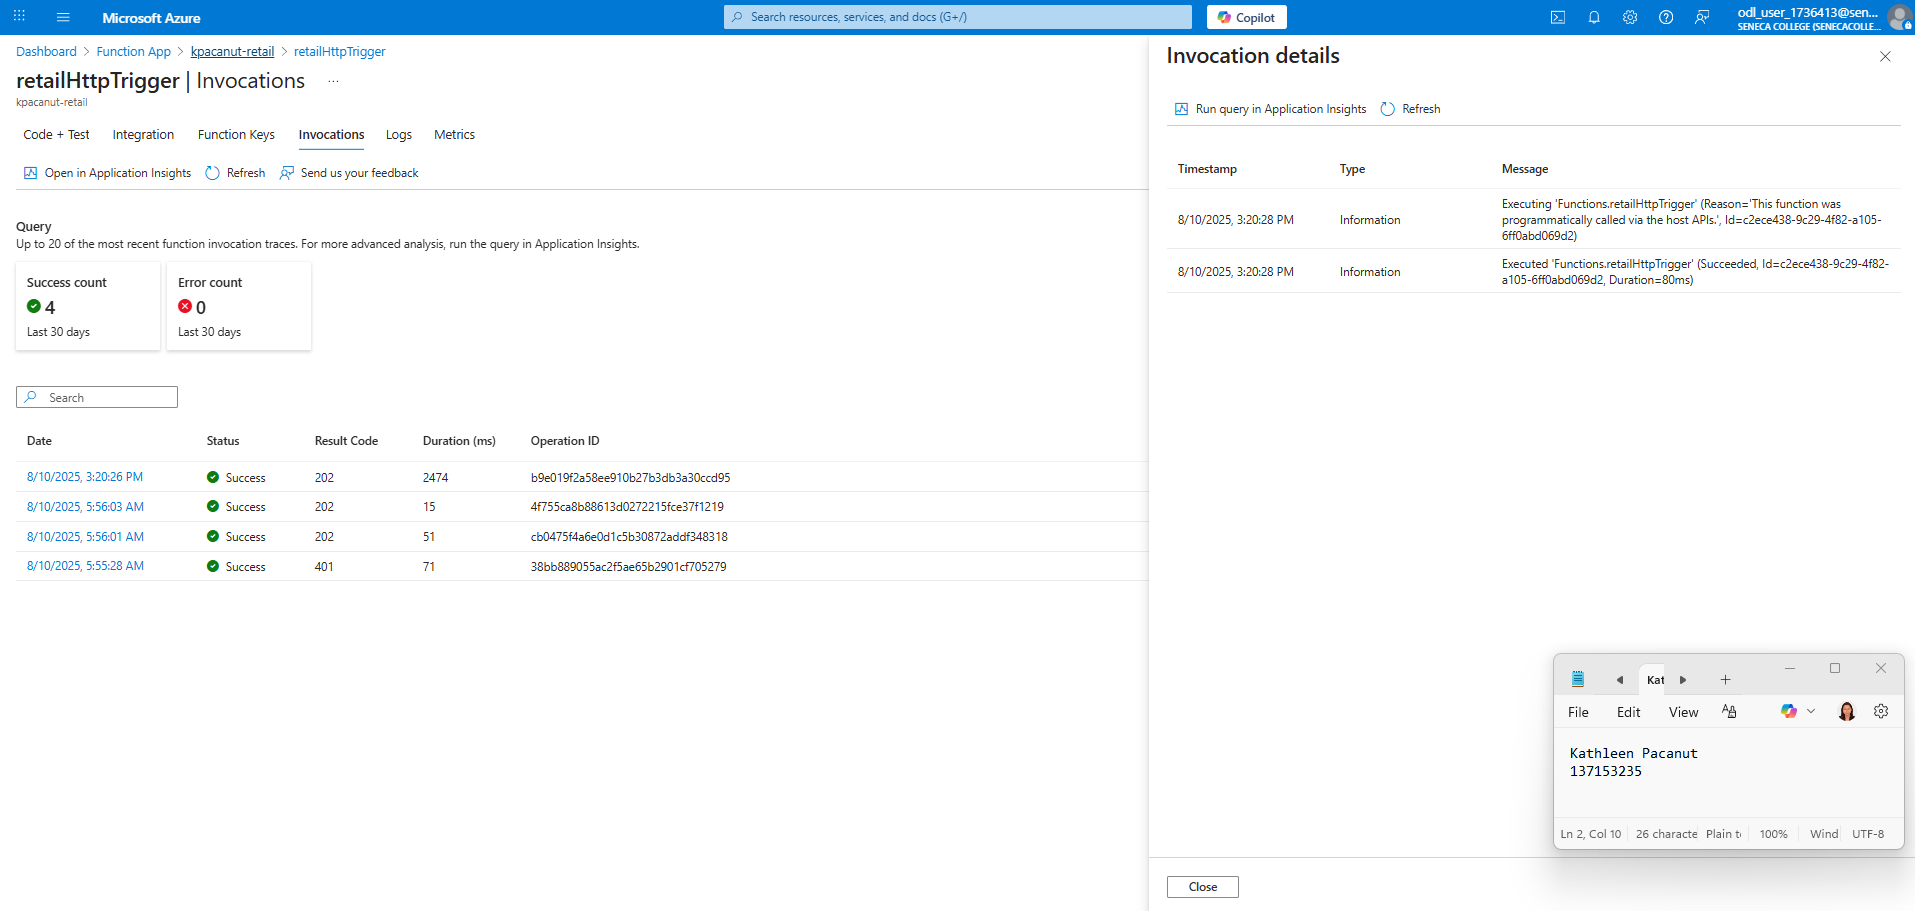 Microsoft Azure
Search resources, services, and docs (G+/)
Copilot
odl_user_1736413@sen...
SENECA COLLEGE (SENECACOLLE...
Dashboard > Function App > kpacanut-retail > retailHttpTrigger
retailHttpTrigger | Invocations ...
kpacanut-retail
Code + Test Integration Function Keys Invocations Logs Metrics
Open in Application Insights Refresh Send us your feedback
Query
Up to 20 of the most recent function invocation traces. For more advanced analysis, run the query in Application Insights.
Success count Error count
4 0
Last 30 days Last 30 days
Search
Date Status Result Code Duration (ms) Operation ID
8/10/2025, 3:20:26 PM Success 202 2474 b9e019f2a58ee910b27b3db3a30ccd95
8/10/2025, 5:56:03 AM Success 202 15 4f755ca8b88613d0272215fce37f1219
8/10/2025, 5:56:01 AM Success 202 51 cb0475f4a6e0d1c5b30872addf348318
8/10/2025, 5:55:28 AM Success 401 71 38bb889055ac2f5ae65b2901cf705279
Invocation details
Run query in Application Insights Refresh
Timestamp Type Message
8/10/2025, 3:20:28 PM Information Executing 'Functions.retailHttpTrigger' (Reason='This function was
programmatically called via the host APIs.', Id=c2ece438-9c29-4f82-a105-
6ff0abd069d2)
8/10/2025, 3:20:28 PM Information Executed 'Functions.retailHttpTrigger' (Succeeded, Id=c2ece438-9c29-4f82-
a105-6ff0abd069d2, Duration=80ms)
Kat
File Edit View
Kathleen Pacanut
137153235
Ln 2, Col 10 26 characte Plain t 100% Wind UTF-8
Close